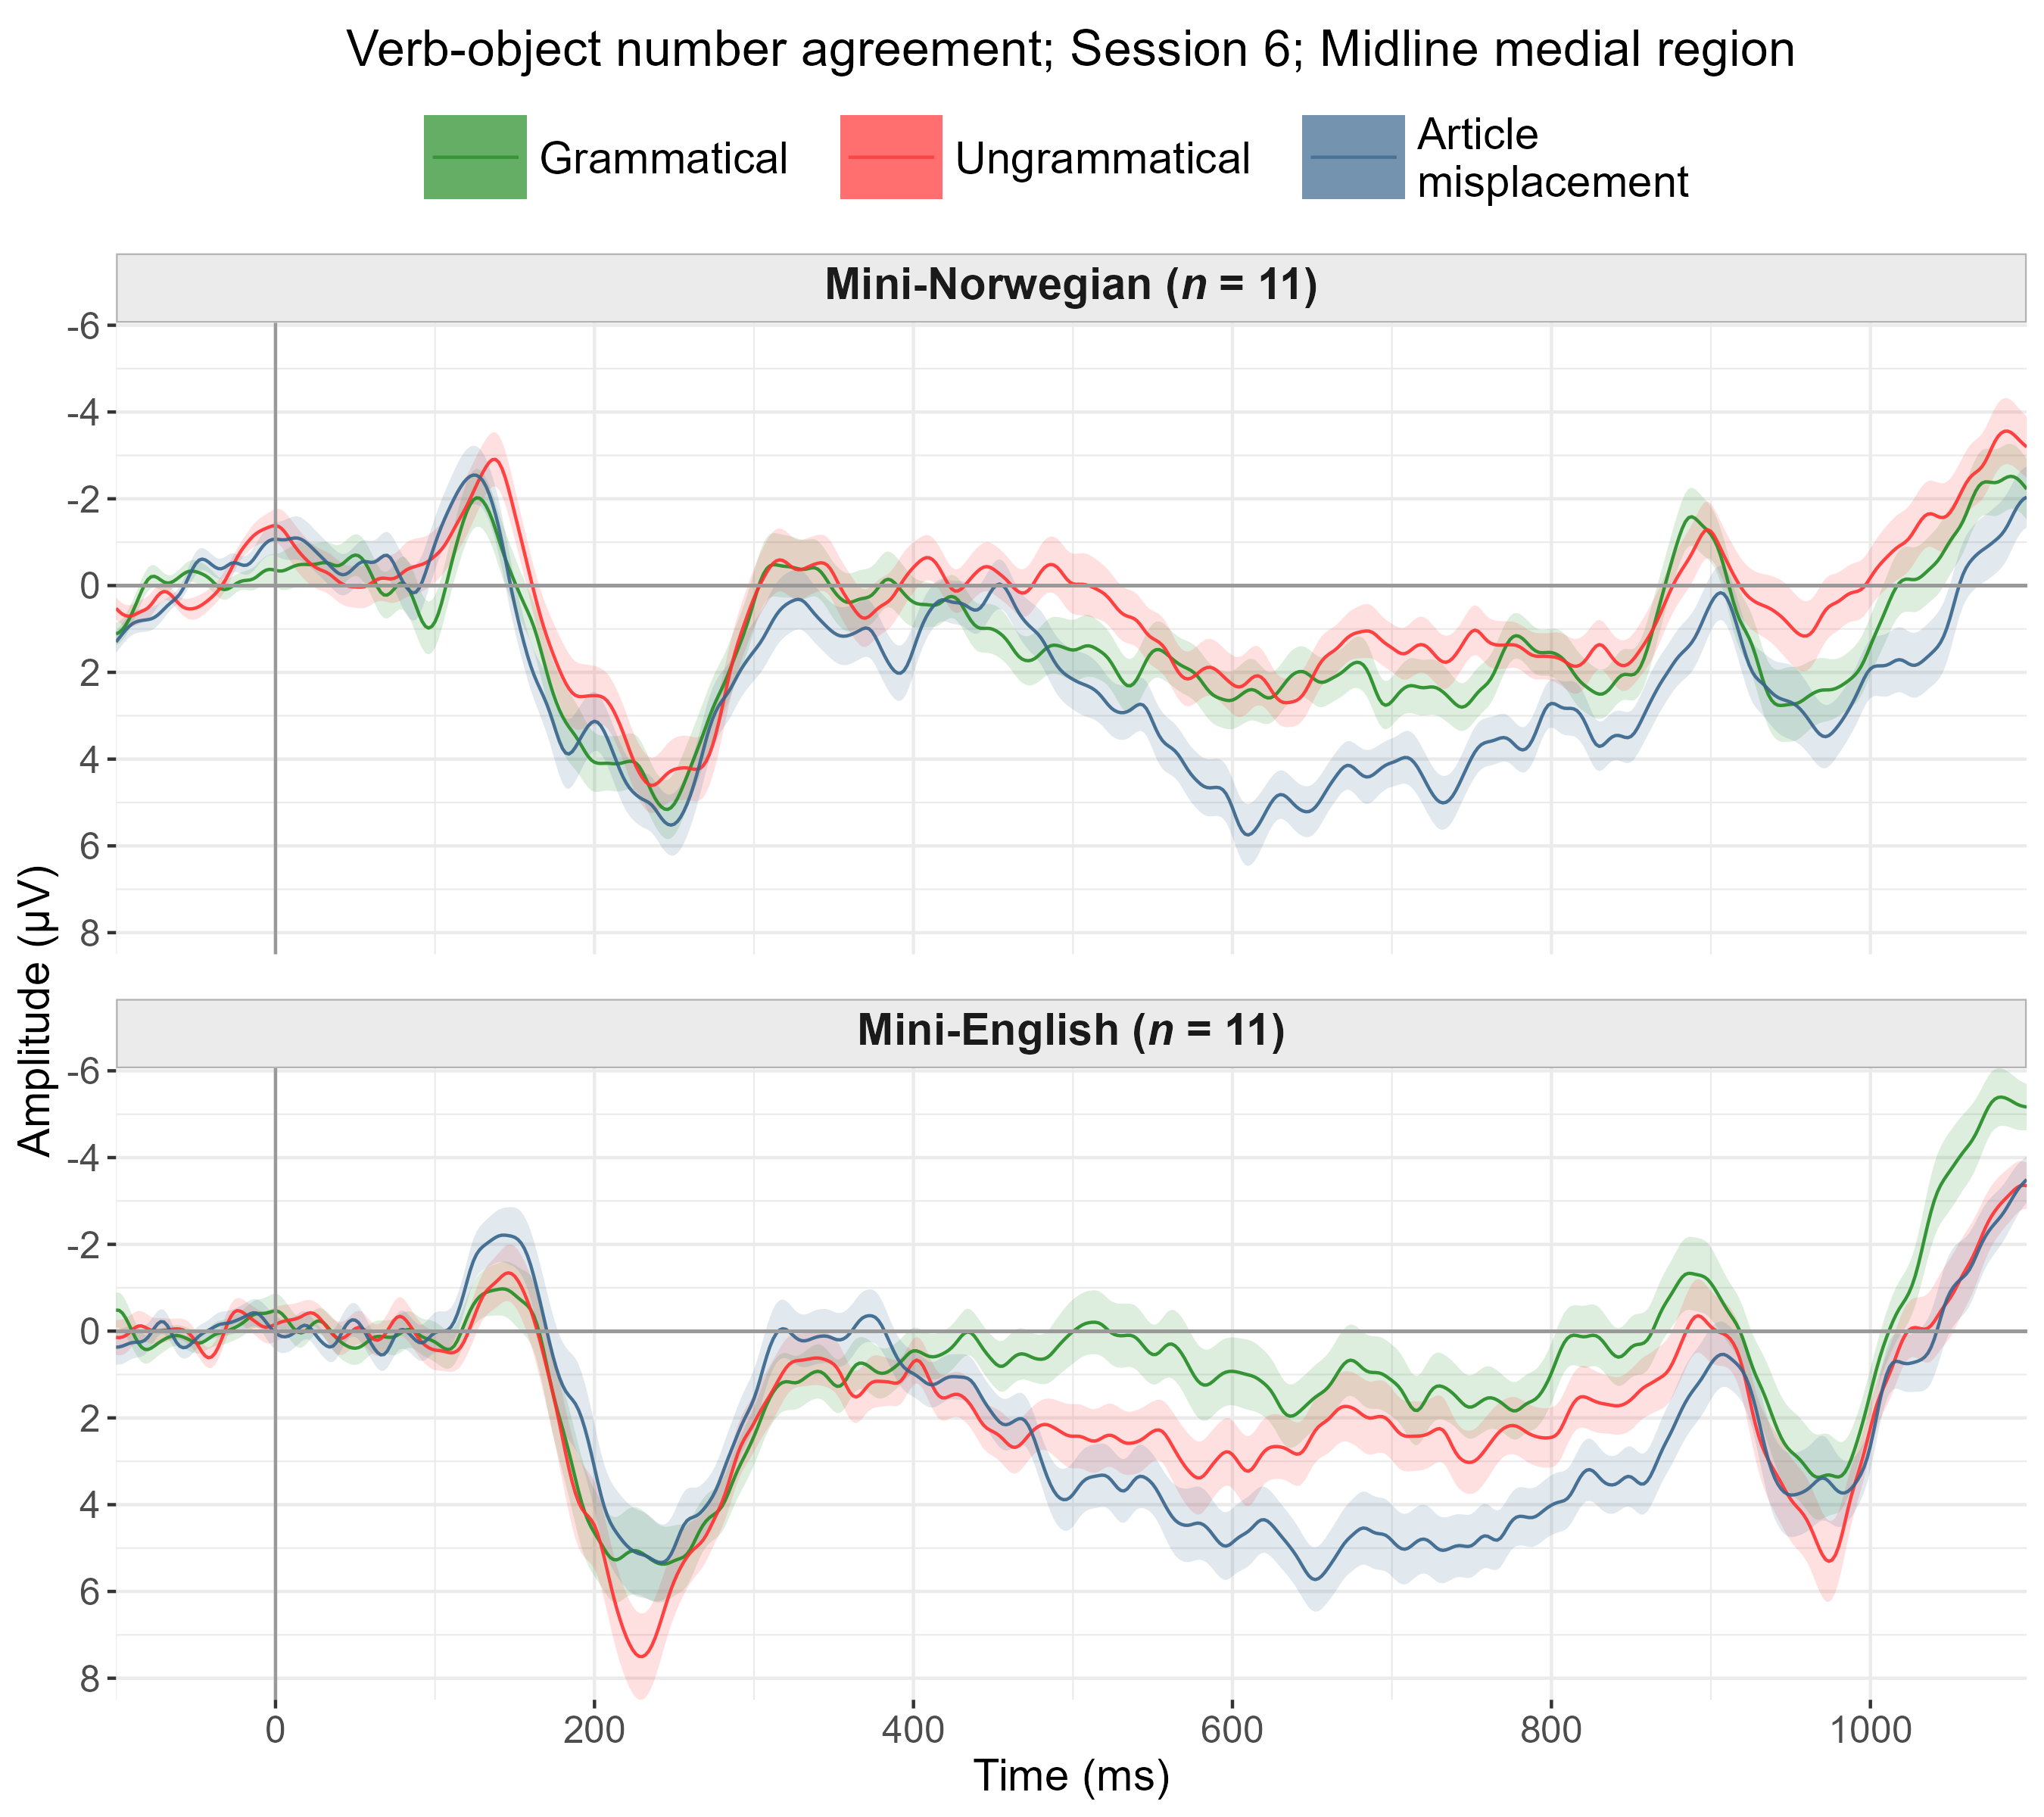 Verb-object number agreement; Session 6; Midline medial region
Grammatical
Ungrammatical
Article
misplacement
Mini-Norwegian (n = 11)
-6
-4
-2
0
2
4
6
8
Mini-English (n = 11)
-6
-4
-2
0
2
4
6
8
0 200 400 600 800 1000
Time (ms)
Amplitude (µV)